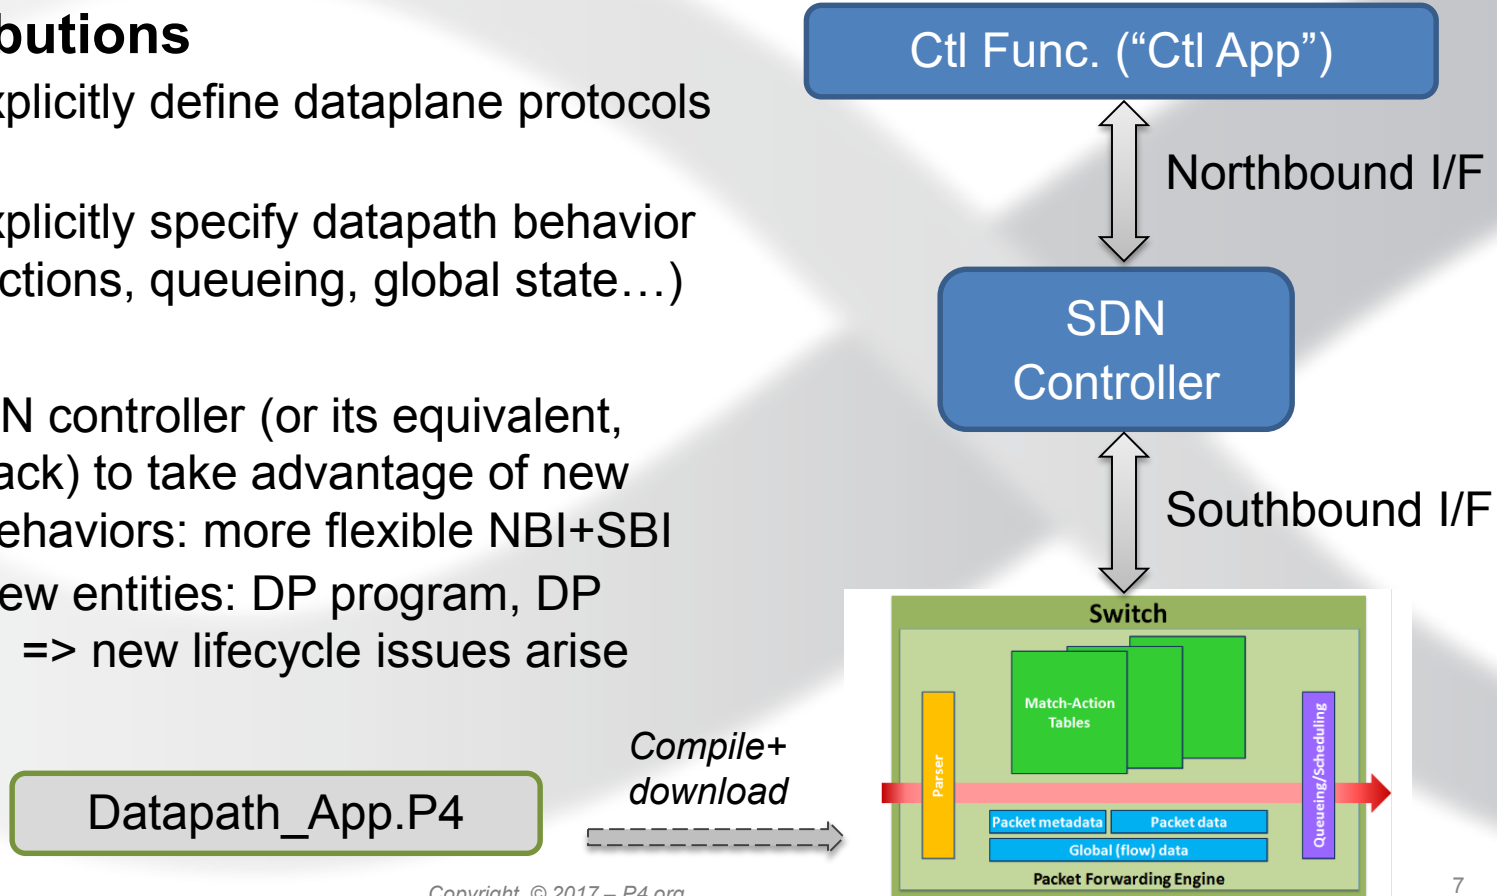 butions
xplicitly define dataplane protocols
xplicitly specify datapath behavior
ctions, queueing, global state…)
N controller (or its equivalent,
ack) to take advantage of new
ehaviors: more flexible NBI+SBI
ew entities: DP program, DP
=> new lifecycle issues arise
Datapath_App.P4
Compile+
download
Ctl Func. (“Ctl App”)
Northbound I/F
SDN
Controller
Southbound I/F
Switch
Match-Action
Tables
Parser
Queueing/Scheduling
Packet metadata
Packet data
Global (flow) data
Packet Forwarding Engine
Copyright © 2017 – P4.org
7